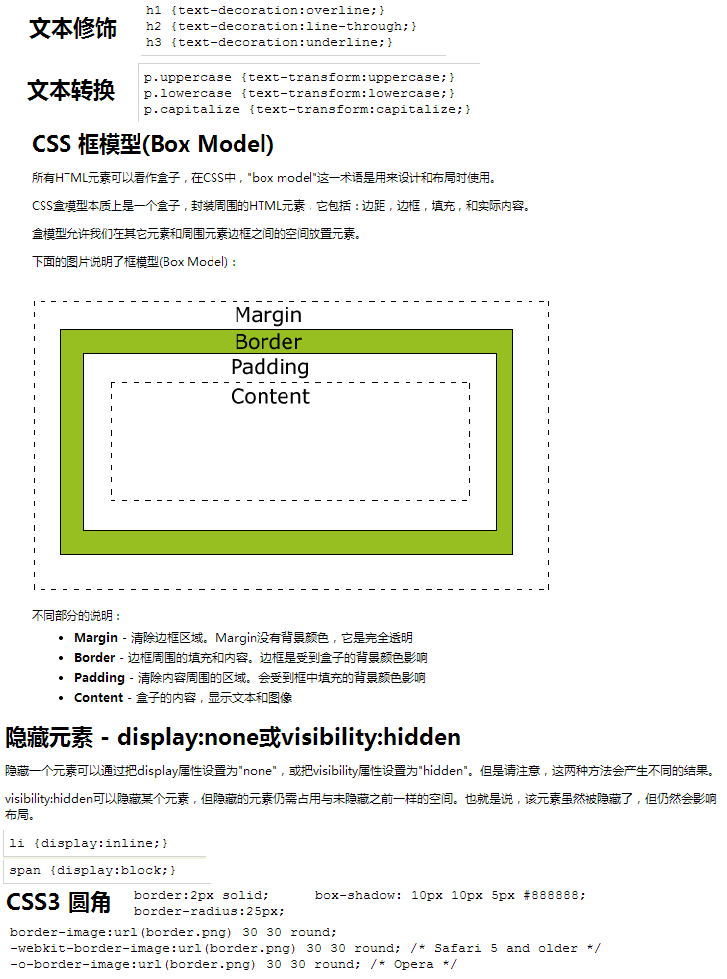 文本修饰
h1 {text-decoration:overline;}
h2 {text-decoration:line-through;}
h3 {text-decoration:underline;}
文本转换
p.uppercase {text-transform:uppercase;}
p.lowercase {text-transform:lowercase;}
p.capitalize {text-transform:capitalize;}
CSS 框模型(Box Model)
所有HTML元素可以看作盒子，在CSS中，"box model"这一术语是用来设计和布局时使用。
CSS盒模型本质上是一个盒子，封装周围的HTML元素，它包括：边距，边框，填充，和实际内容。
盒模型允许我们在其它元素和周围元素边框之间的空间放置元素。
下面的图片说明了框模型(Box Model)：
Margin
Border
Padding
Content
不同部分的说明：
• Margin - 清除边框区域。Margin没有背景颜色，它是完全透明
• Border - 边框周围的填充和内容。边框是受到盒子的背景颜色影响
• Padding - 清除内容周围的区域。会受到框中填充的背景颜色影响
• Content - 盒子的内容，显示文本和图像
隐藏元素 - display:none或visibility:hidden
隐藏一个元素可以通过把display属性设置为"none"，或把visibility属性设置为"hidden"。但是请注意，这两种方法会产生不同的结果。
visibility:hidden可以隐藏某个元素，但隐藏的元素仍需占用与未隐藏之前一样的空间。也就是说，该元素虽然被隐藏了，但仍然会影响
布局。
li {display:inline;}
span {display:block;}
CSS3 圆角
border:2px solid;
border-radius:25px;
box-shadow: 10px 10px 5px #888888;
border-image:url(border.png) 30 30 round;
-webkit-border-image:url(border.png) 30 30 round; /* Safari 5 and older */
-o-border-image:url(border.png) 30 30 round; /* Opera */